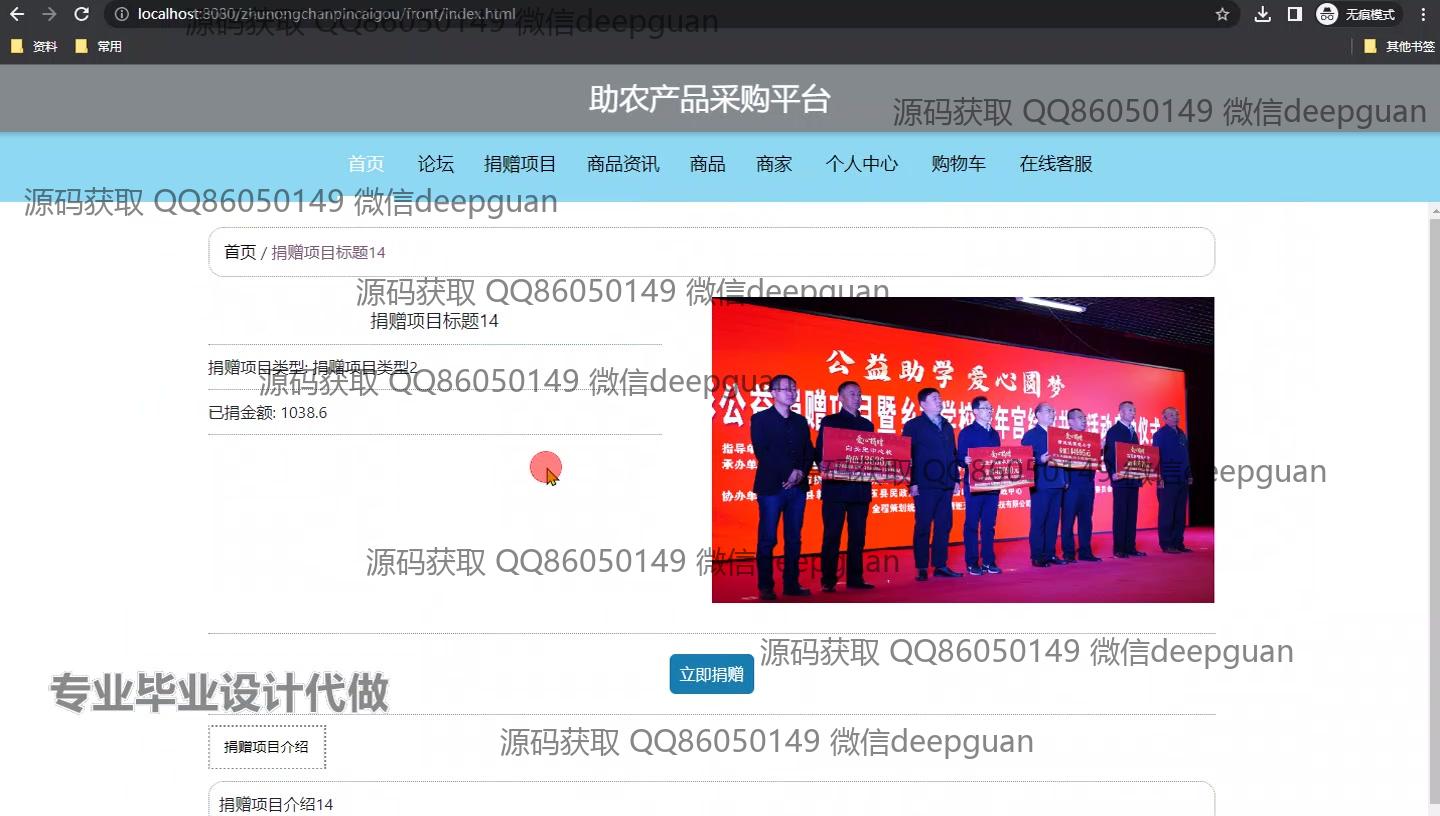 localhost:8080/zhunongchanpincaigou/front/index.html
无痕模式
资料
常用
其他书签
助农产品采购平台
源码获取 QQ86050149 微信deepguan
源码获取 QQ86050149 微信deepguan
首页 论坛 捐赠项目 商品资讯 商品 商家 个人中心 购物车 在线客服
源码获取 QQ86050149 微信deepguan
首页 / 捐赠项目标题14
源码获取 QQ86050149 微信deepguan
捐赠项目标题14
捐赠项目类型: 捐赠项目类型2
源码获取 QQ86050149 微信deepguan
已捐金额: 1038.6
公益助学 爱心圆梦
源码获取 QQ86050149 微信deepguan
源码获取 QQ86050149 微信deepguan
源码获取 QQ86050149 微信deepguan
立即捐赠
专业毕业设计代做
捐赠项目介绍
源码获取 QQ86050149 微信deepguan
捐赠项目介绍14